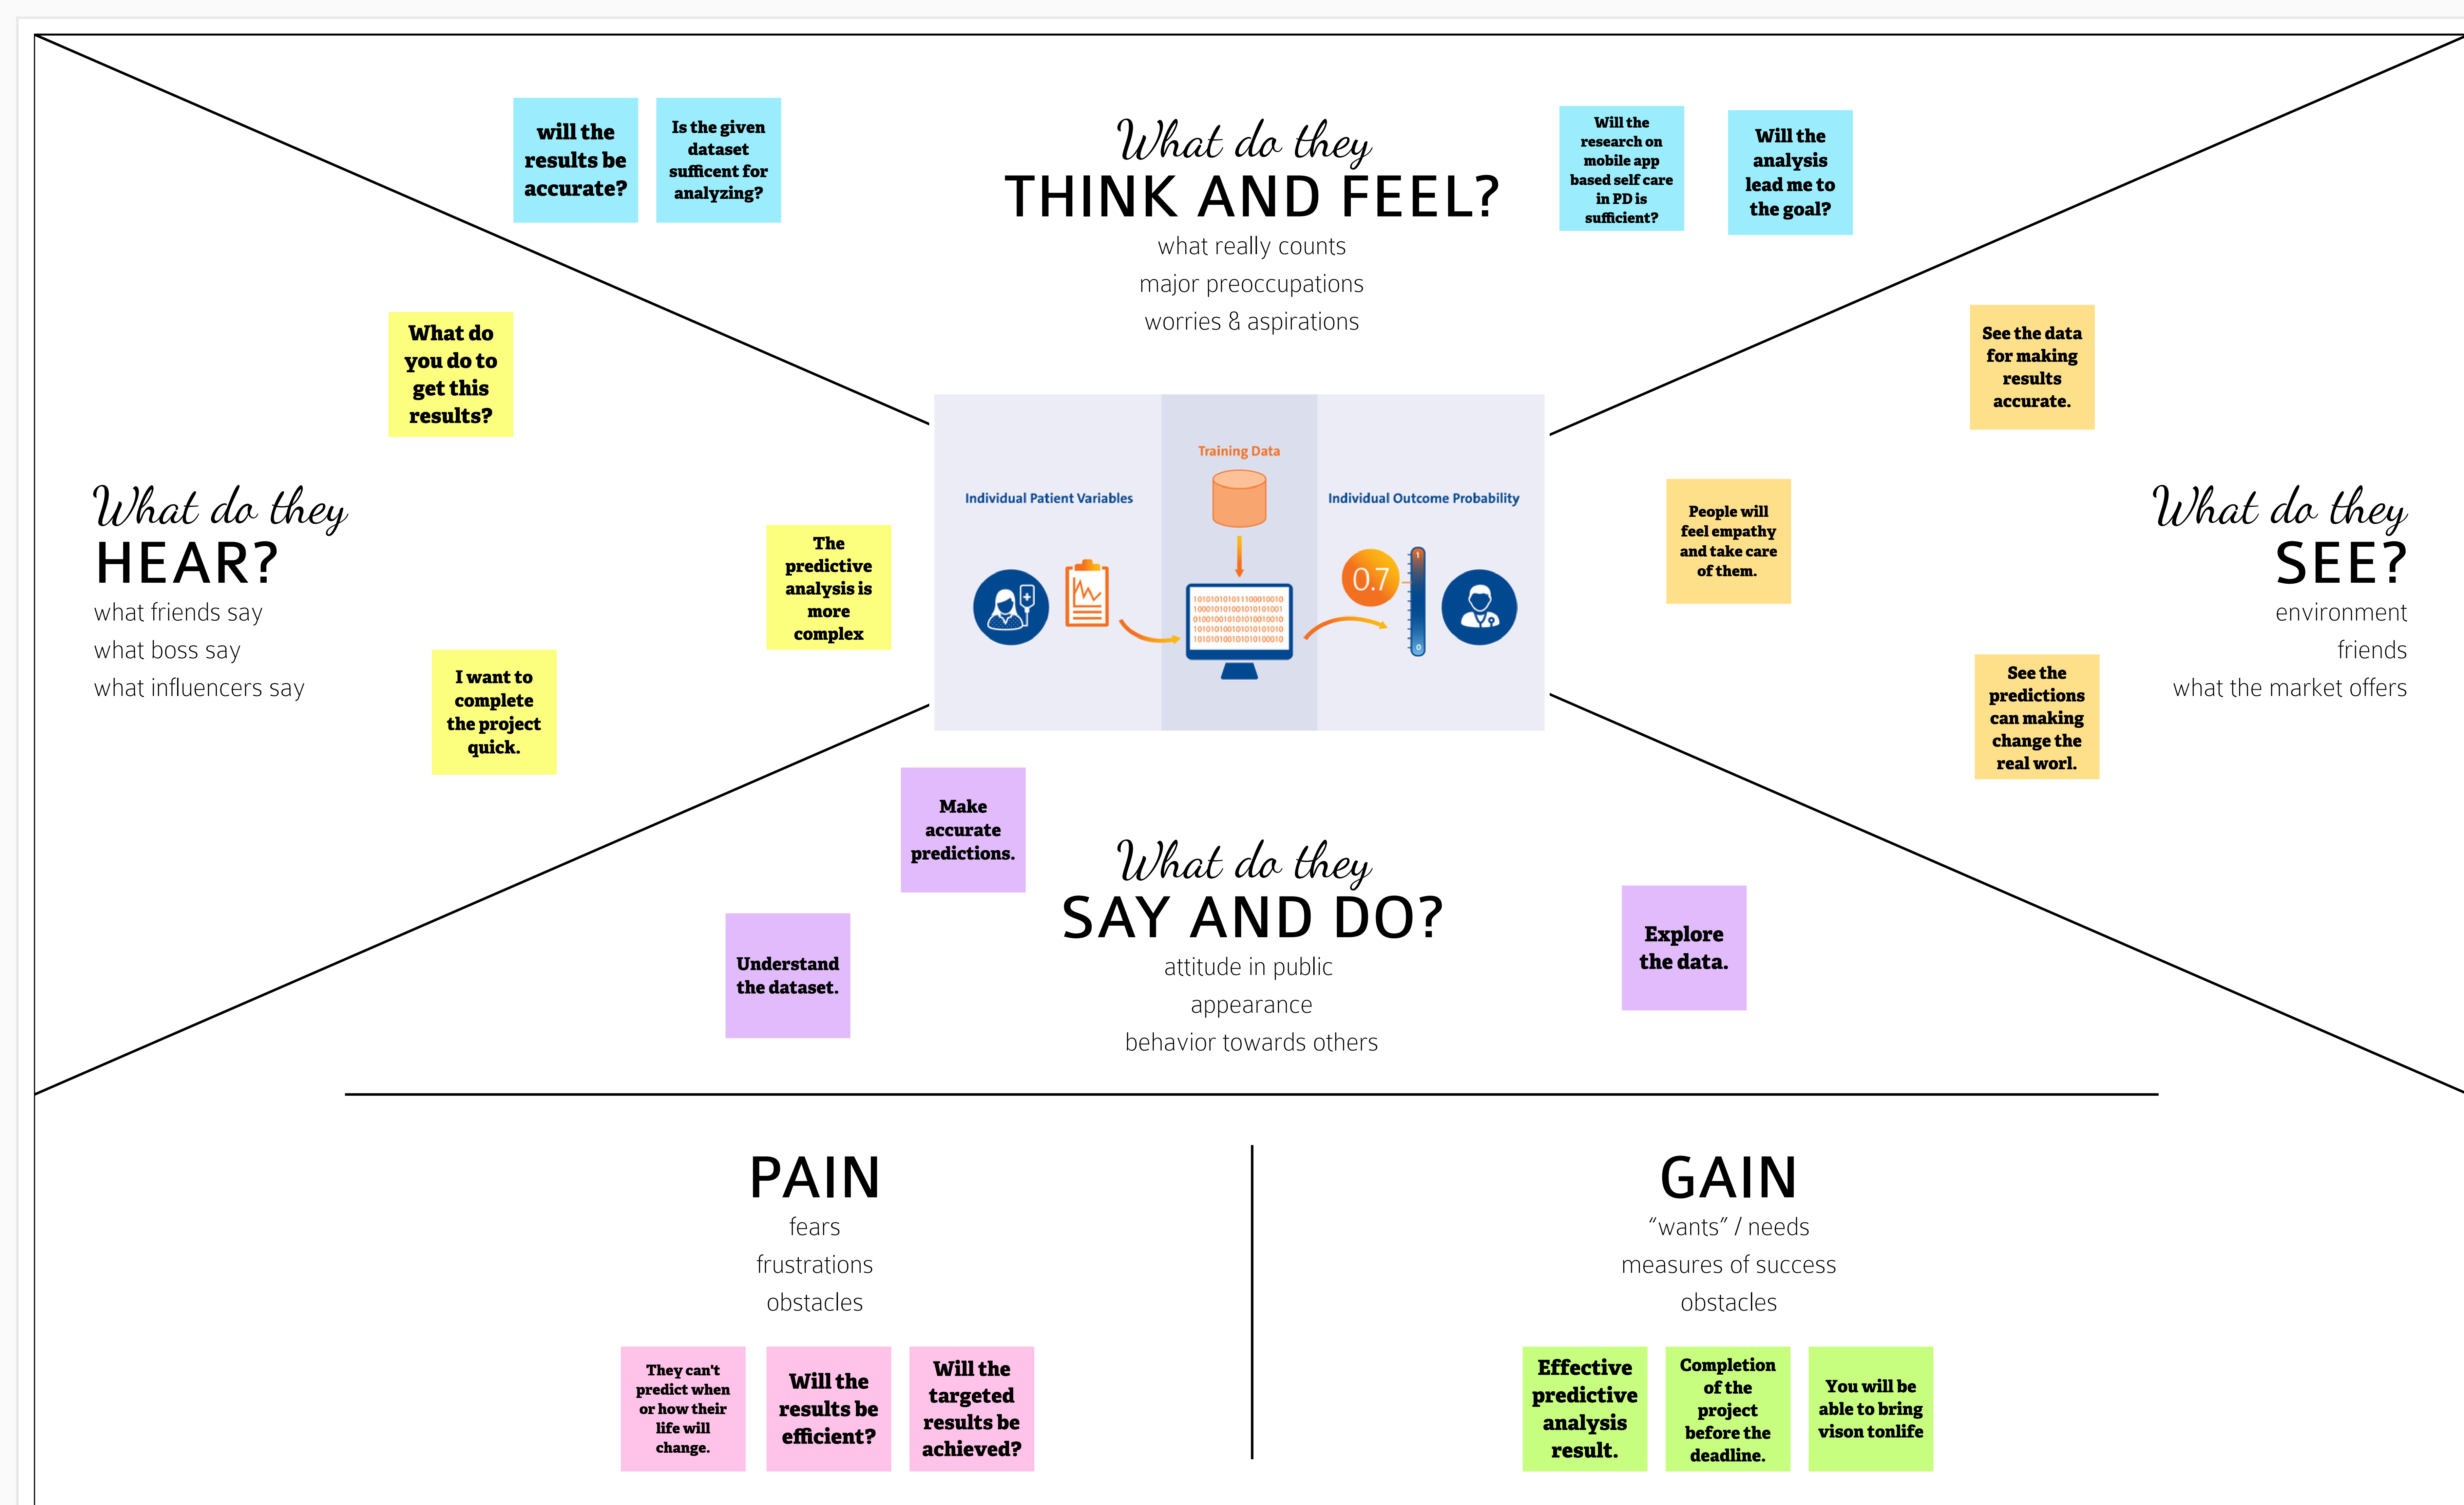 will the
results be
accurate?
Is the given
dataset
sufficent for
analyzing?
What do they
THINK AND FEEL?
what really counts
major preoccupations
worries & aspirations
Will the
research on
mobile app
based self care
in PD is
sufficient?
Will the
analysis
lead me to
the goal?
What do
you do to
get this
results?
What do they
HEAR?
what friends say
what boss say
what influencers say
The
predictive
analysis is
more
complex
I want to
complete
the project
quick.
Individual Patient Variables
Training Data
Individual Outcome Probability
1010101010111100010010
1000101010010101010010
0.7
1
0
See the data
for making
results
accurate.
People will
feel empathy
and take care
of them.
See the
predictions
can making
change the
real worl.
What do they
SEE?
environment
friends
what the market offers
Make
accurate
predictions.
Understand
the dataset.
What do they
SAY AND DO?
attitude in public
appearance
behavior towards others
Explore
the data.
PAIN
fears
frustrations
obstacles
They can't
predict when
or how their
life will
change.
Will the
results be
efficient?
Will the
targeted
results be
achieved?
GAIN
“wants” / needs
measures of success
obstacles
Effective
predictive
analysis
result.
Completion
of the
project
before the
deadline.
You will be
able to bring
vison tonlife